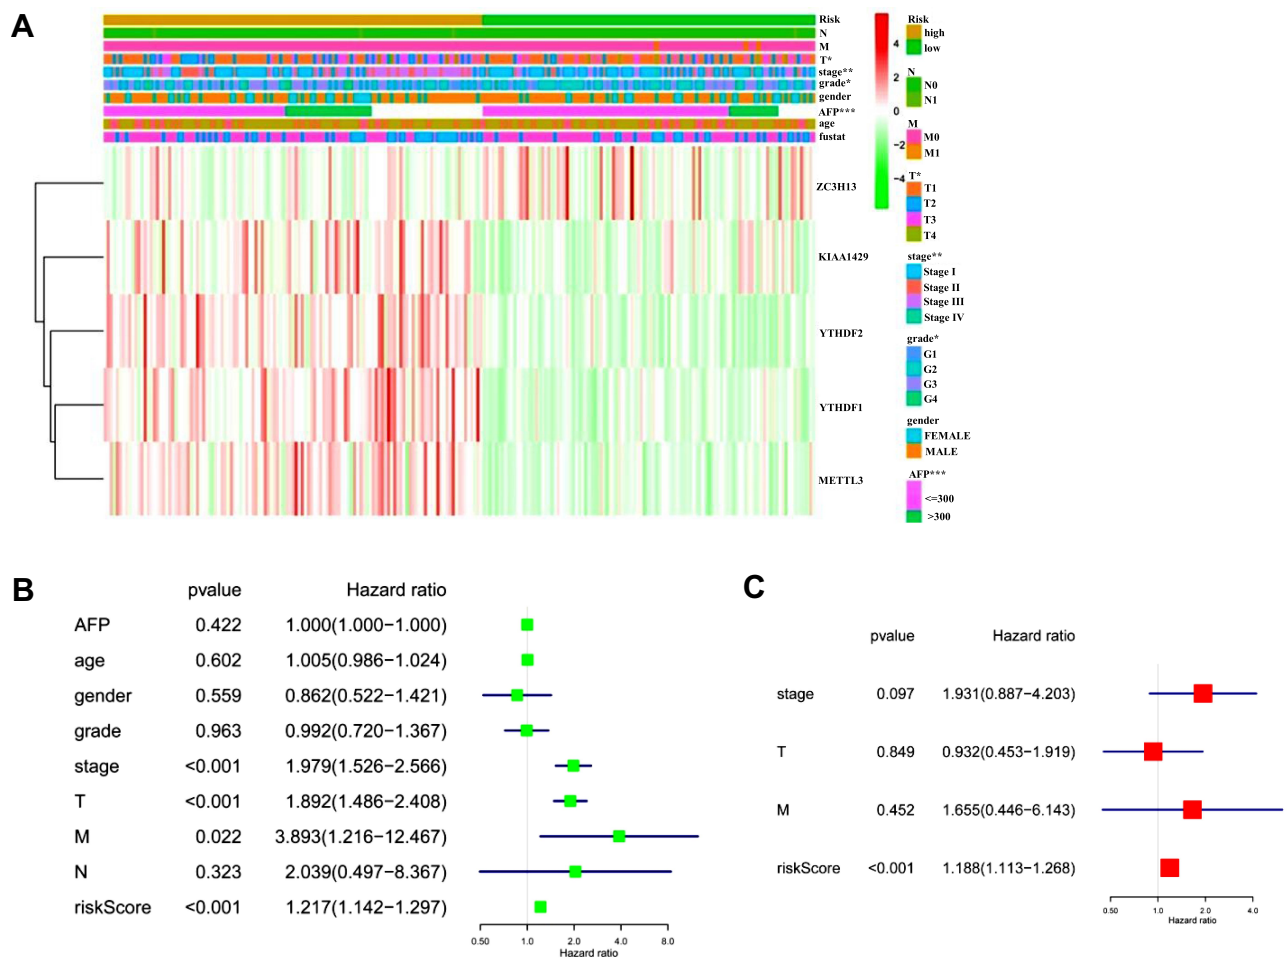 A
Risk
N
M
T*
stage**
grade*
gender
AFP***
age
fustat
ZC3H13
KIAA1429
YTHDF2
YTHDF1
METTL3
4
2
0
−2
−4
Risk
high
low
N
N0
N1
M
M0
M1
T*
T1
T2
T3
T4
stage**
Stage I
Stage II
Stage III
Stage IV
grade*
G1
G2
G3
G4
gender
FEMALE
MALE
AFP***
<=300
>300
B
pvalue Hazard ratio
AFP 0.422 1.000(1.000−1.000)
age 0.602 1.005(0.986−1.024)
gender 0.559 0.862(0.522−1.421)
grade 0.963 0.992(0.720−1.367)
stage <0.001 1.979(1.526−2.566)
T <0.001 1.892(1.486−2.408)
M 0.022 3.893(1.216−12.467)
N 0.323 2.039(0.497−8.367)
riskScore <0.001 1.217(1.142−1.297)
0.50 1.0 2.0 4.0 8.0
Hazard ratio
C
pvalue Hazard ratio
stage 0.097 1.931(0.887−4.203)
T 0.849 0.932(0.453−1.919)
M 0.452 1.655(0.446−6.143)
riskScore <0.001 1.188(1.113−1.268)
0.50 1.0 2.0 4.0
Hazard ratio